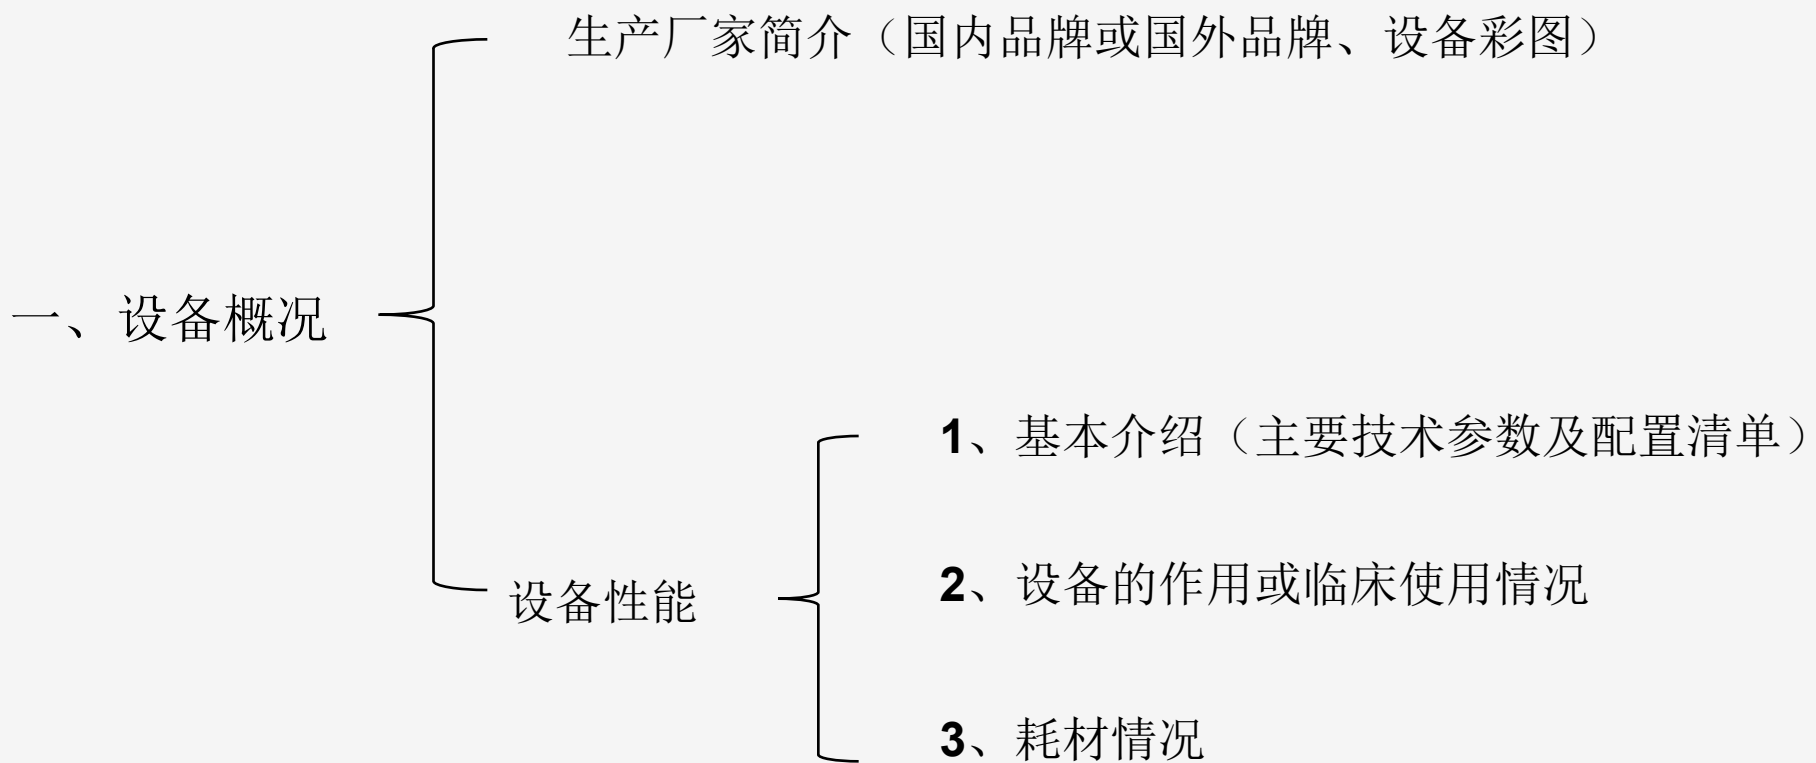 生产厂家简介（国内品牌或国外品牌、设备彩图）
一、设备概况
设备性能
1、基本介绍（主要技术参数及配置清单）
2、设备的作用或临床使用情况
3、耗材情况